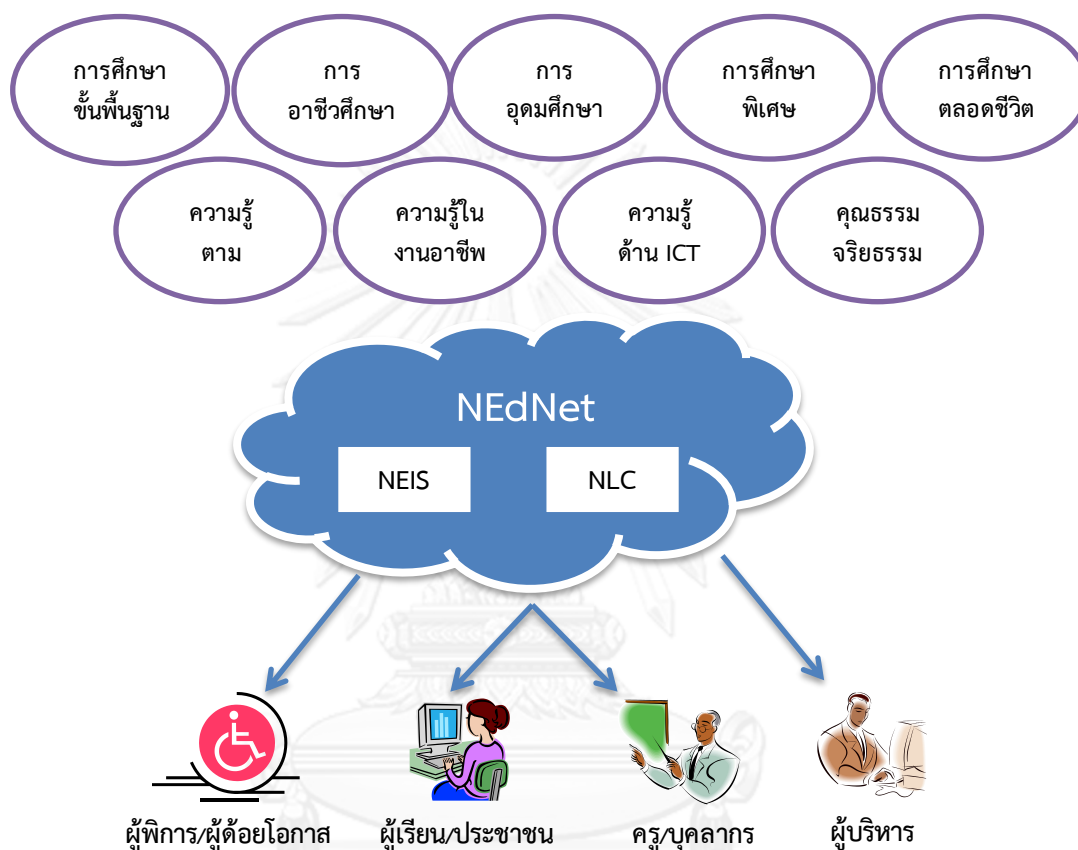 การศึกษา
ขั้นพื้นฐาน
การ
อาชีวศึกษา
การ
อุดมศึกษา
การศึกษา
พิเศษ
การศึกษา
ตลอดชีวิต
ความรู้
ตาม
ความรู้ใน
งานอาชีพ
ความรู้
ด้าน ICT
คุณธรรม
จริยธรรม
NEdNet
NEIS
NLC
ผู้พิการ/ผู้ด้อยโอกาส
ผู้เรียน/ประชาชน
ครู/บุคลากร
ผู้บริหาร